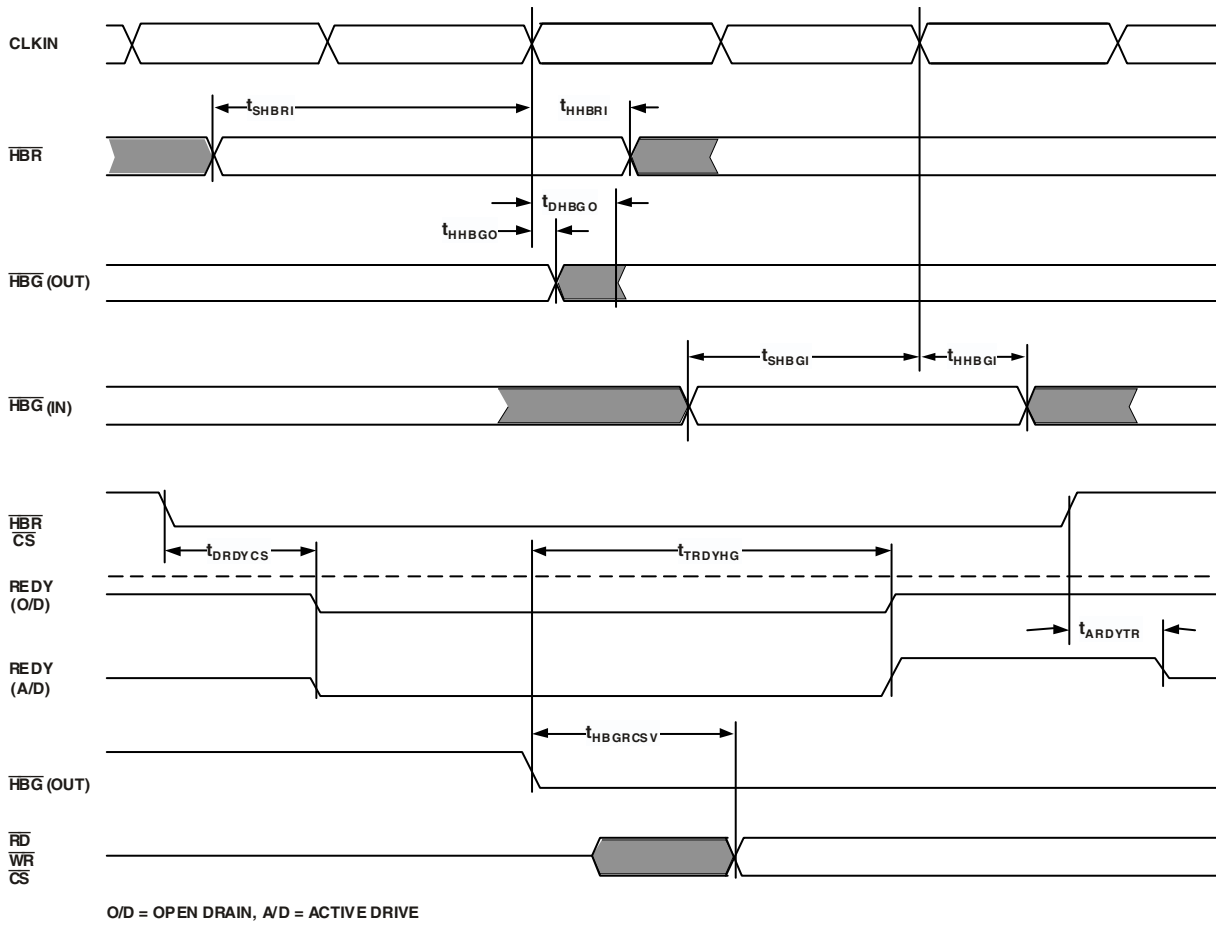 CLKIN
tSHBRI
tHHBRI
HBR
tDHBGO
tHHBGO
HBG (OUT)
tSHBGI
tHHBGI
HBG (IN)
HBR
CS
tDRDYCS
tTRDYHG
REDY
(O/D)
tARDYTR
REDY
(A/D)
tHBGRCSV
HBG (OUT)
RD
WR
CS
O/D = OPEN DRAIN, A/D = ACTIVE DRIVE